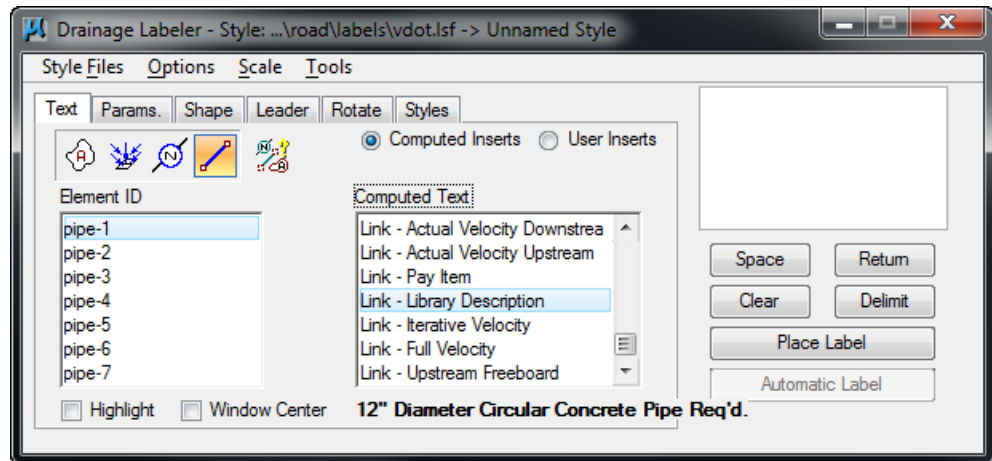 Drainage Labeler - Style: ...\road\labels\vdot.lsf -> Unnamed Style
Style Files Options Scale Tools
Text Params. Shape Leader Rotate Styles
Computed Inserts User Inserts
Element ID
Computed Text
pipe-1
pipe-2
pipe-3
pipe-4
pipe-5
pipe-6
pipe-7
Link - Actual Velocity Downstrea
Link - Actual Velocity Upstream
Link - Pay Item
Link - Library Description
Link - Iterative Velocity
Link - Full Velocity
Link - Upstream Freeboard
Highlight Window Center 12" Diameter Circular Concrete Pipe Req'd.
Space Return
Clear Delimit
Place Label
Automatic Label